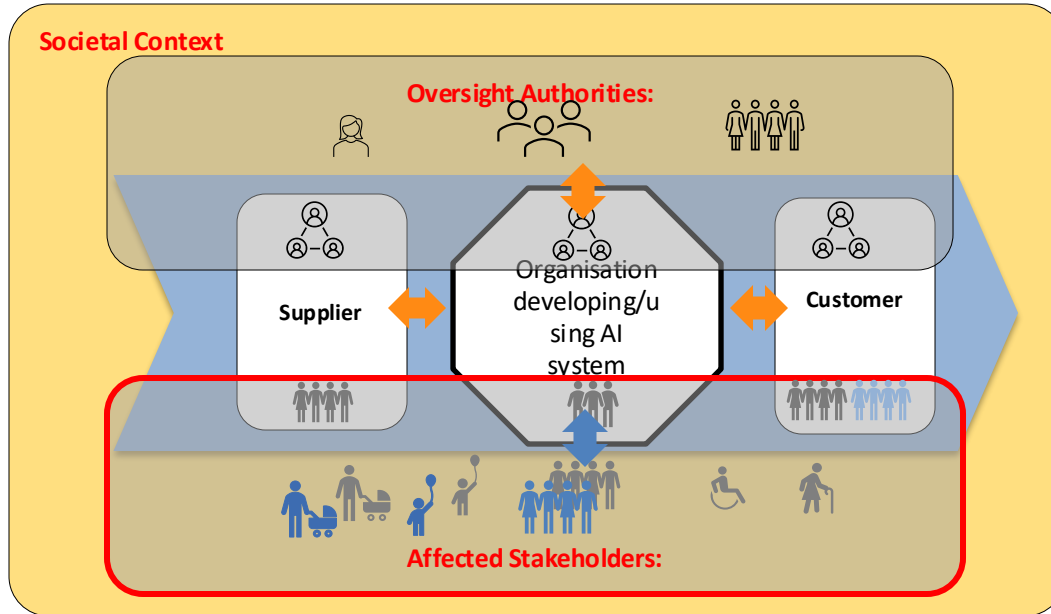 Societal Context
Oversight Authorities:
Supplier
Organisation
developing/u
sing AI
system
Customer
Affected Stakeholders: